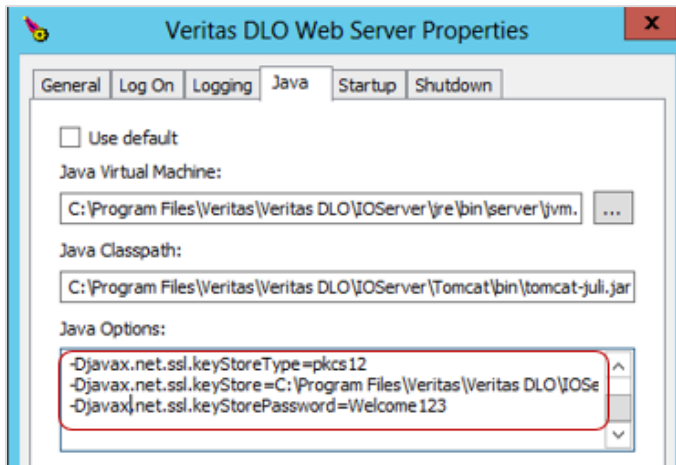 Veritas DLO Web Server Properties
x
General Log On Logging Java Startup Shutdown
Use default
Java Virtual Machine:
C:\Program Files\Veritas\Veritas DLO\IOServer\jre\bin\server\jvm.
...
Java Classpath:
C:\Program Files\Veritas\Veritas DLO\IOServer\Tomcat\bin\tomcat-juli.jar
Java Options:
-Djavax.net.ssl.keyStoreType=pkcs12
-Djavax.net.ssl.keyStore=C:\Program Files\Veritas\Veritas DLO\IOSe
-Djavax.net.ssl.keyStorePassword=Welcome123